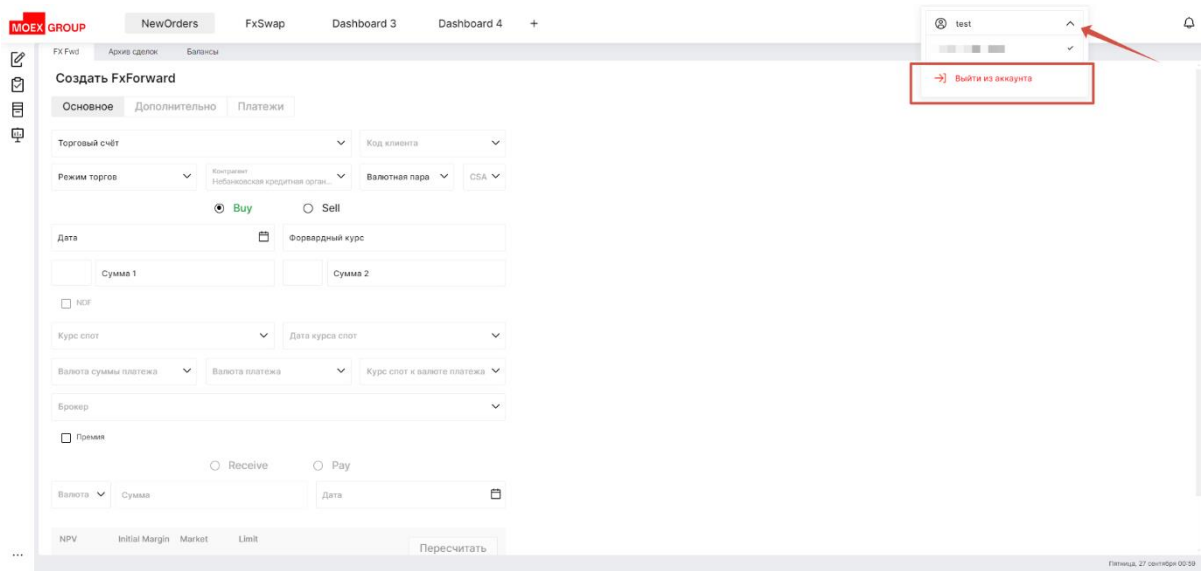 MOEX GROUP
NewOrders FxSwap Dashboard 3 Dashboard 4 +
test
Выйти из аккаунта
FX Fwd Архив сделок Балансы
Создать FxForward
Основное Дополнительно Платежи
Торговый счёт Код клиента
Режим торгов Контрагент Небанковская кредитная орган... Валютная пара CSA
Buy Sell
Дата Форвардный курс
Сумма 1 Сумма 2
NDF
Курс спот Дата курса спот
Валюта суммы платежа Валюта платежа Курс спот к валюте платежа
Брокер
Премия
Receive Pay
Валюта Сумма Дата
NPV Initial Margin Market Limit
Пересчитать
Пятница, 27 сентября 00:59